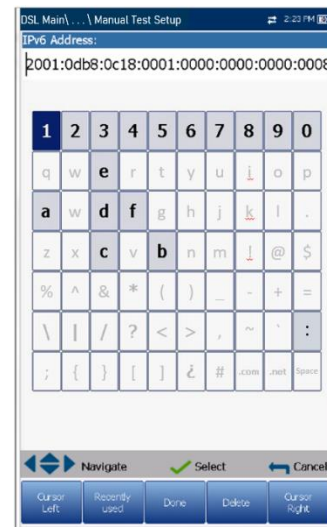 DSL Main\ . . . \ Manual Test Setup 2:23 PM
IPv6 Address:
2001:0db8:0c18:0001:0000:0000:0000:0008
1 2 3 4 5 6 7 8 9 0
q w e r t y u i o p
a w d f g h j k l .
z x c v b n m ! @ $
% ^ & * ( ) _ - + =
\ | / ? < > , ~ ` :
; { } [ ] ¿ # .com .net Space
Navigate Select Cancel
Cursor Left Recently used Done Delete Cursor Right